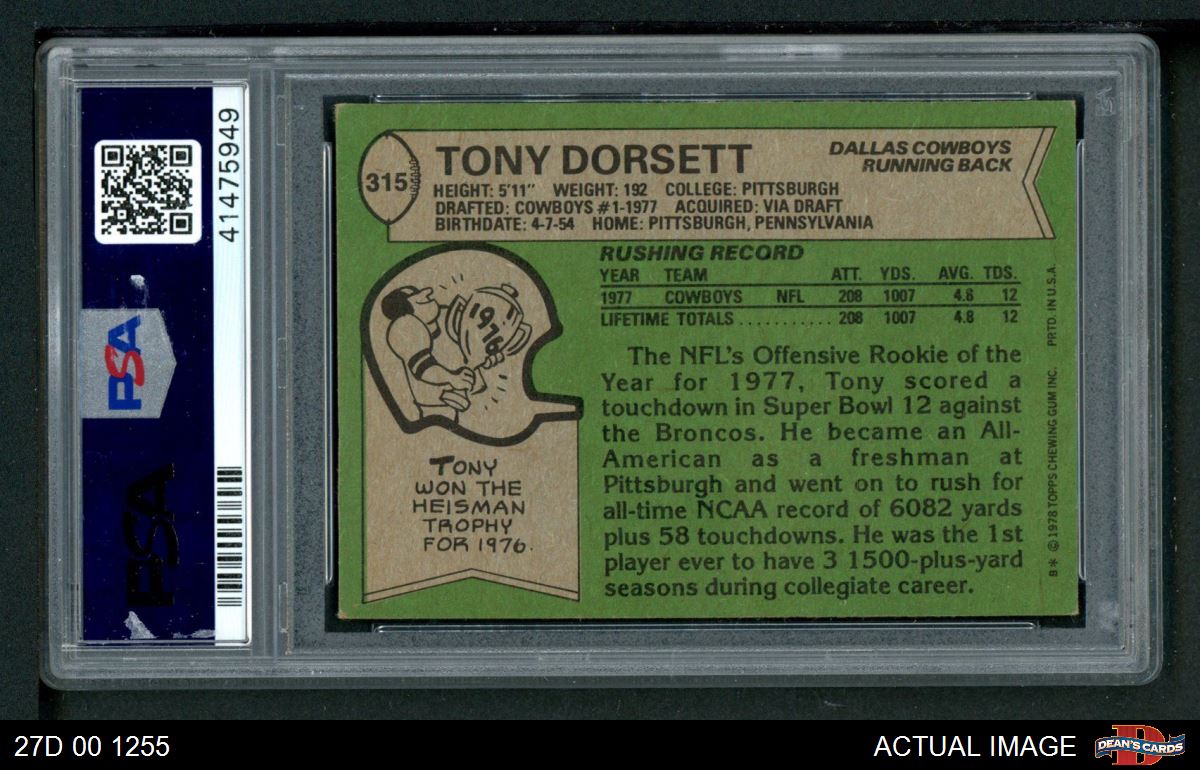 41475949
PSA
PSA
315
TONY DORSETT
DALLAS COWBOYS
RUNNING BACK
HEIGHT: 5'11" WEIGHT: 192 COLLEGE: PITTSBURGH
DRAFTED: COWBOYS #1-1977 ACQUIRED: VIA DRAFT
BIRTHDATE: 4-7-54 HOME: PITTSBURGH, PENNSYLVANIA
RUSHING RECORD
YEAR TEAM ATT. YDS. AVG. TDS.
1977 COWBOYS NFL 208 1007 4.8 12
LIFETIME TOTALS ........... 208 1007 4.8 12
1976
TONY
WON THE
HEISMAN
TROPHY
FOR 1976.
The NFL's Offensive Rookie of the
Year for 1977, Tony scored a
touchdown in Super Bowl 12 against
the Broncos. He became an All-
American as a freshman at
Pittsburgh and went on to rush for
all-time NCAA record of 6082 yards
plus 58 touchdowns. He was the 1st
player ever to have 3 1500 plus-yard
seasons during collegiate career.
B* © 1978 TOPPS CHEWING GUM INC. PRTD. IN U.S.A.
27D 00 1255
ACTUAL IMAGE
D
DEAN'S CARDS